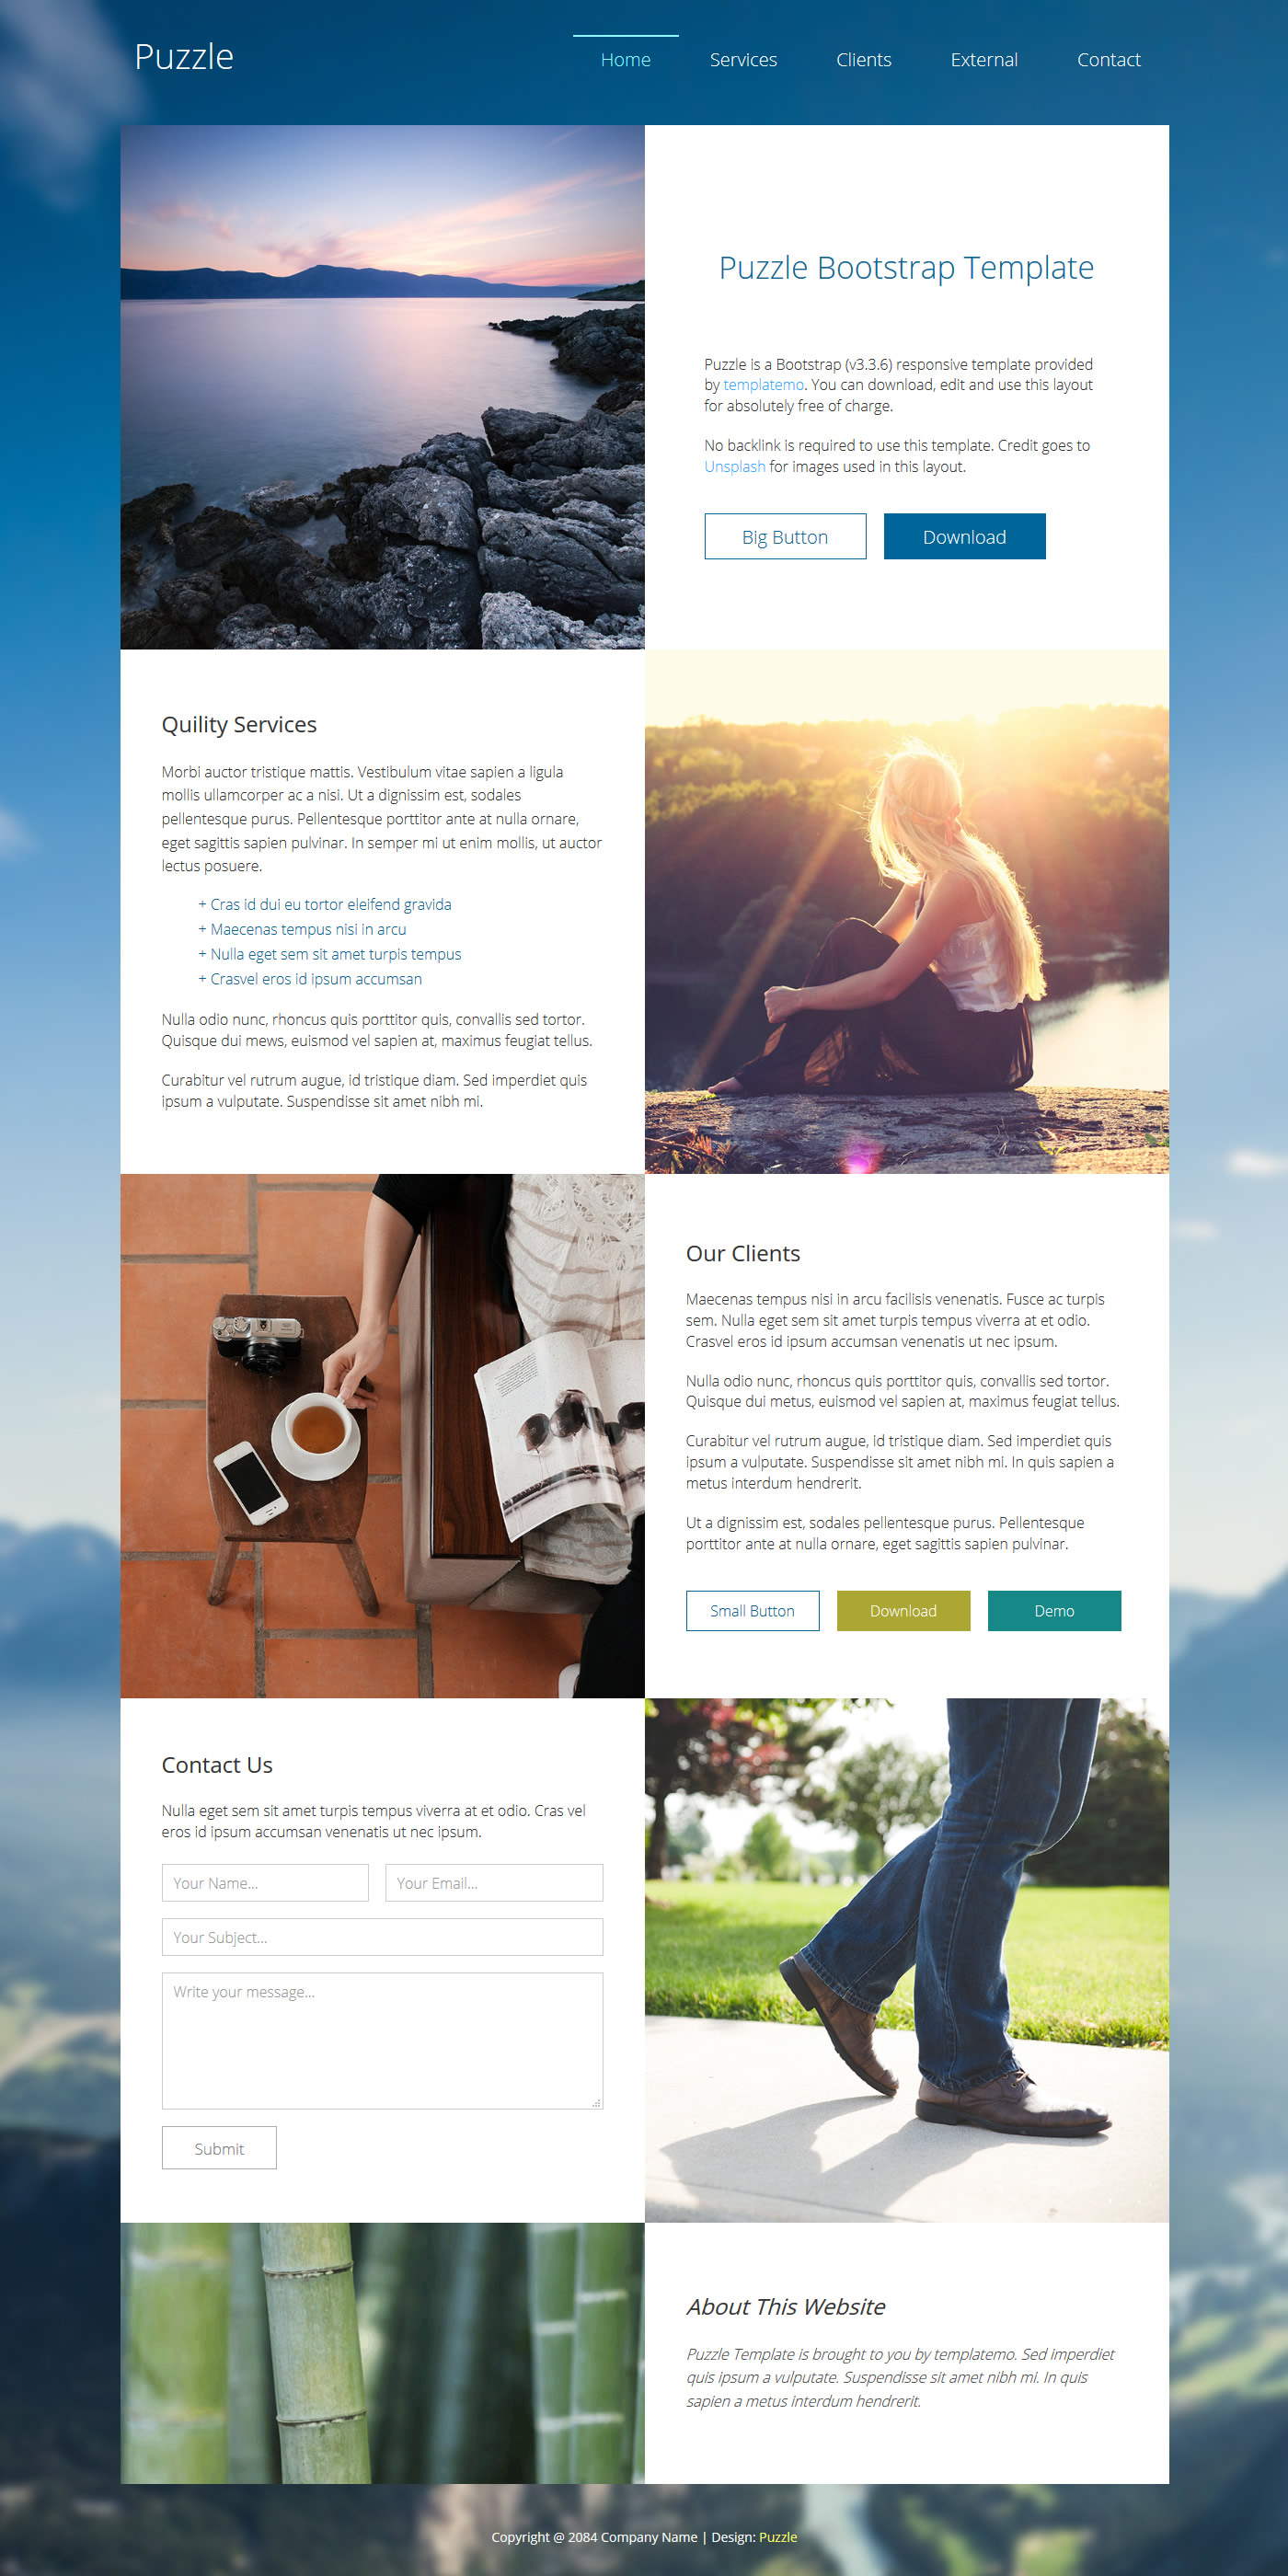 Puzzle
Home Services Clients External Contact
Puzzle Bootstrap Template
Puzzle is a Bootstrap (v3.3.6) responsive template provided
by templatemo. You can download, edit and use this layout
for absolutely free of charge.
No backlink is required to use this template. Credit goes to
Unsplash for images used in this layout.
Big Button Download
Quility Services
Morbi auctor tristique mattis. Vestibulum vitae sapien a ligula
mollis ullamcorper ac a nisi. Ut a dignissim est, sodales
pellentesque purus. Pellentesque porttitor ante at nulla ornare,
eget sagittis sapien pulvinar. In semper mi ut enim mollis, ut auctor
lectus posuere.
+ Cras id dui eu tortor eleifend gravida
+ Maecenas tempus nisi in arcu
+ Nulla eget sem sit amet turpis tempus
+ Crasvel eros id ipsum accumsan
Nulla odio nunc, rhoncus quis porttitor quis, convallis sed tortor.
Quisque dui mews, euismod vel sapien at, maximus feugiat tellus.
Curabitur vel rutrum augue, id tristique diam. Sed imperdiet quis
ipsum a vulputate. Suspendisse sit amet nibh mi.
Our Clients
Maecenas tempus nisi in arcu facilisis venenatis. Fusce ac turpis
sem. Nulla eget sem sit amet turpis tempus viverra at et odio.
Crasvel eros id ipsum accumsan venenatis ut nec ipsum.
Nulla odio nunc, rhoncus quis porttitor quis, convallis sed tortor.
Quisque dui metus, euismod vel sapien at, maximus feugiat tellus.
Curabitur vel rutrum augue, id tristique diam. Sed imperdiet quis
ipsum a vulputate. Suspendisse sit amet nibh mi. In quis sapien a
metus interdum hendrerit.
Ut a dignissim est, sodales pellentesque purus. Pellentesque
porttitor ante at nulla ornare, eget sagittis sapien pulvinar.
Small Button Download Demo
Contact Us
Nulla eget sem sit amet turpis tempus viverra at et odio. Cras vel
eros id ipsum accumsan venenatis ut nec ipsum.
Your Name... Your Email...
Your Subject...
Write your message...
Submit
About This Website
Puzzle Template is brought to you by templatemo. Sed imperdiet
quis ipsum a vulputate. Suspendisse sit amet nibh mi. In quis
sapien a metus interdum hendrerit.
Copyright @ 2084 Company Name | Design: Puzzle